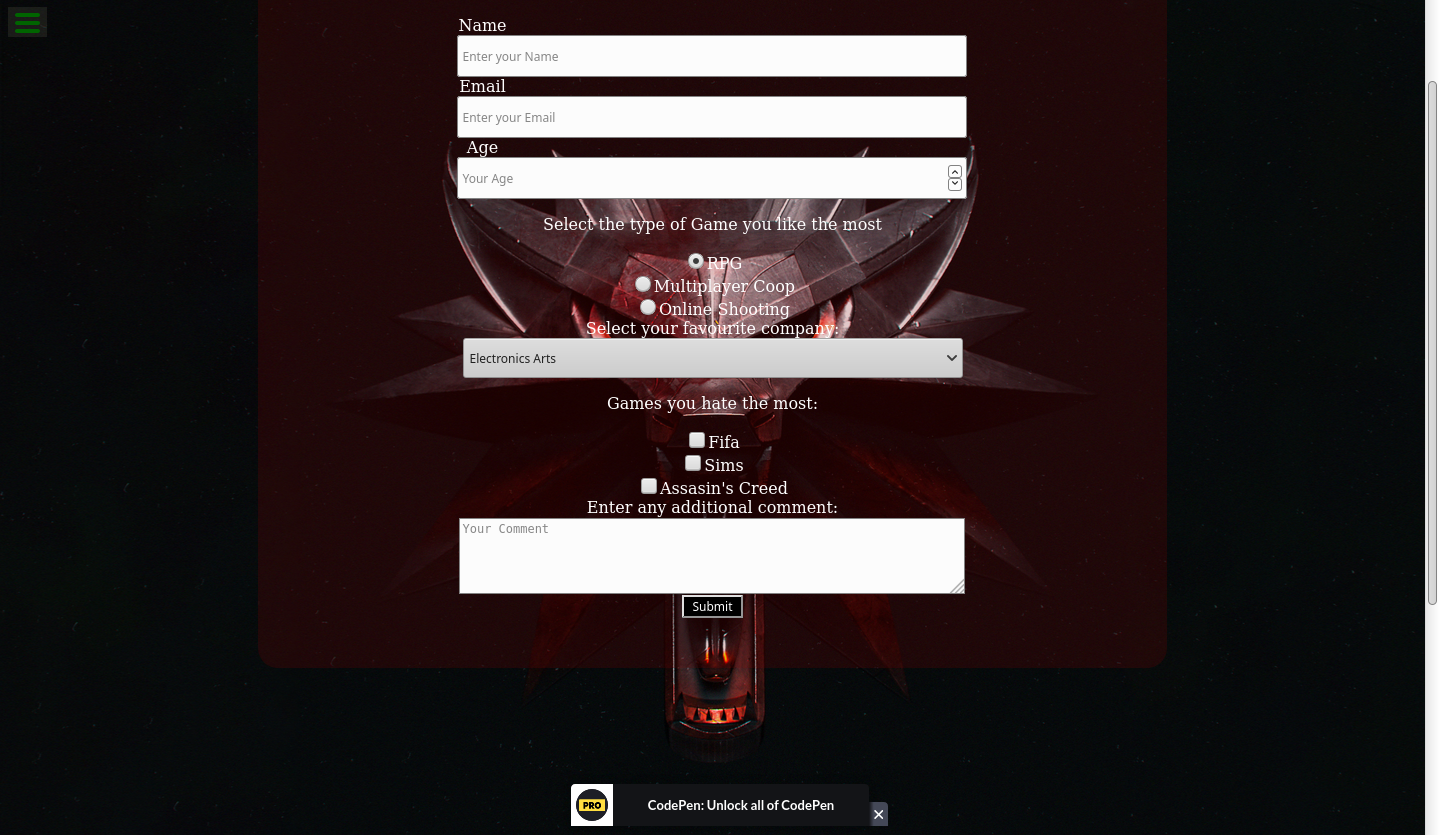 Name
Enter your Name
Email
Enter your Email
Age
Your Age
Select the type of Game you like the most
RPG
Multiplayer Coop
Online Shooting
Select your favourite company:
Electronics Arts
Games you hate the most:
Fifa
Sims
Assasin's Creed
Enter any additional comment:
Your Comment
Submit
PRO CodePen: Unlock all of CodePen